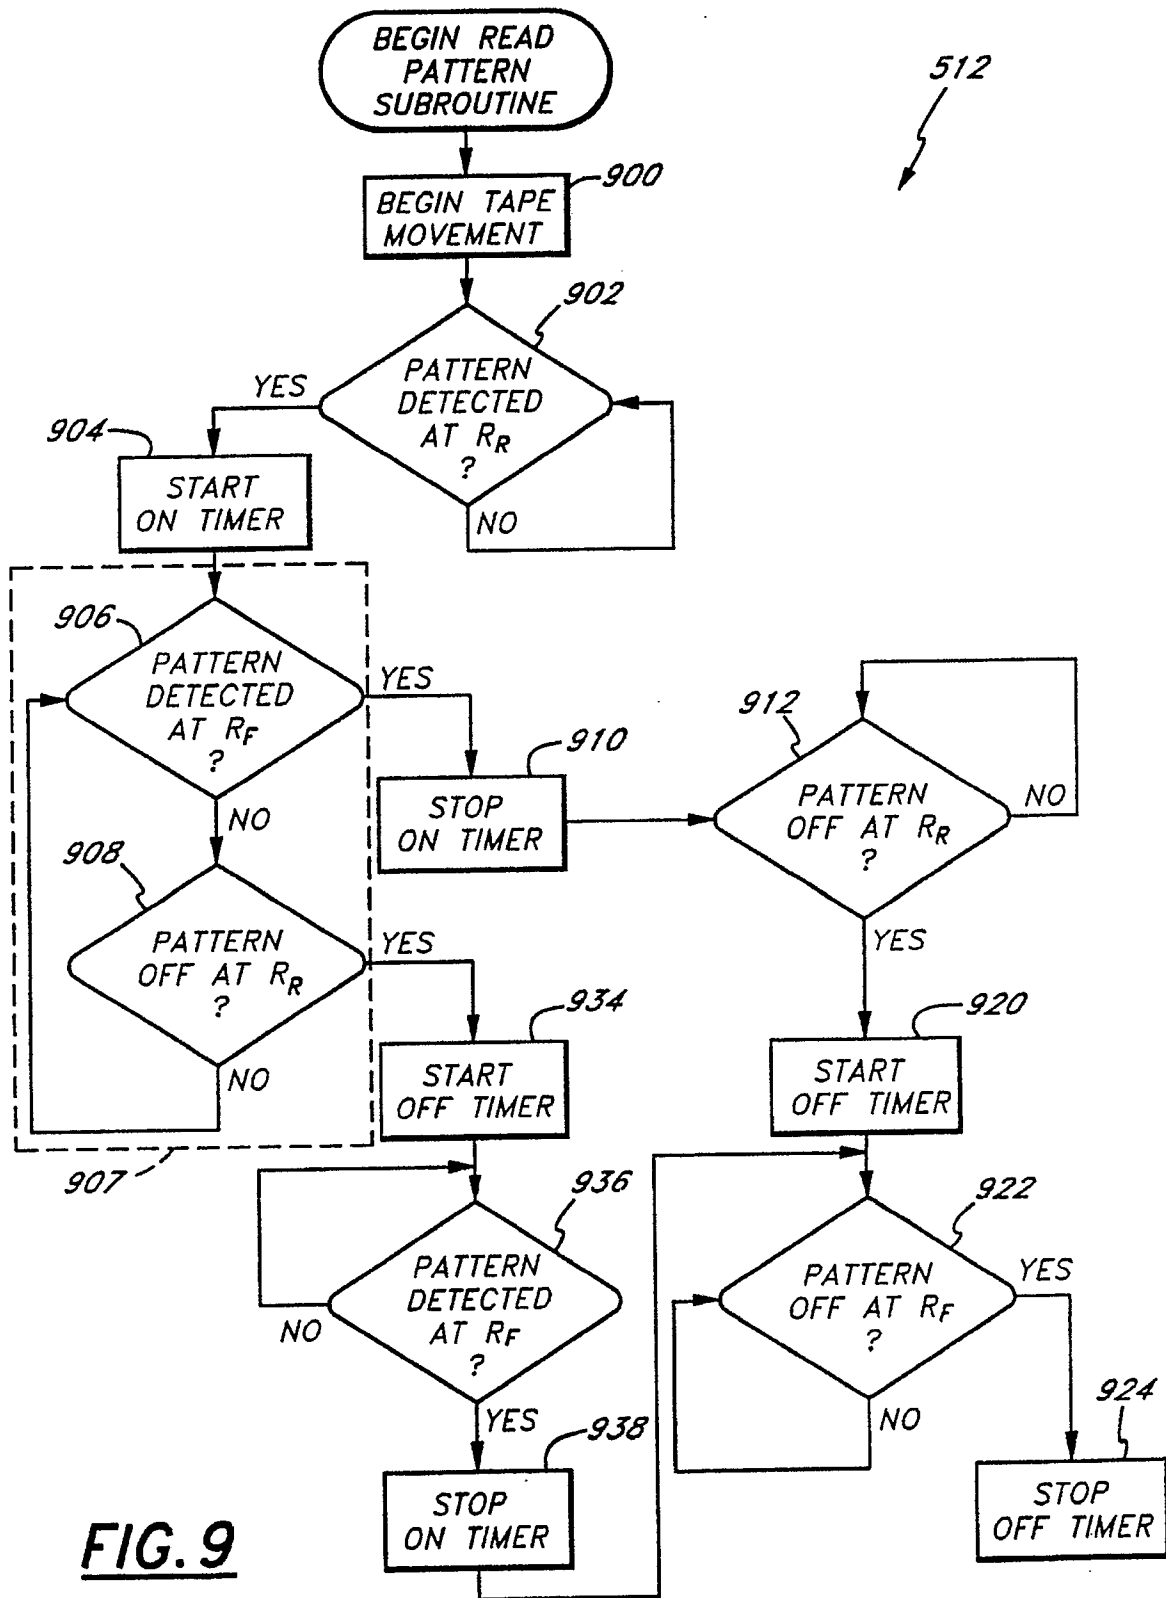 BEGIN READ
PATTERN
SUBROUTINE
512
900
BEGIN TAPE
MOVEMENT
902
PATTERN
DETECTED
AT RR
?
YES
NO
904
START
ON TIMER
906
PATTERN
DETECTED
AT RF
?
YES
NO
908
PATTERN
OFF AT RR
?
YES
NO
907
910
STOP
ON TIMER
912
PATTERN
OFF AT RR
?
NO
YES
934
START
OFF TIMER
920
START
OFF TIMER
936
PATTERN
DETECTED
AT RF
?
NO
YES
922
PATTERN
OFF AT RF
?
YES
NO
938
STOP
ON TIMER
924
STOP
OFF TIMER
FIG. 9